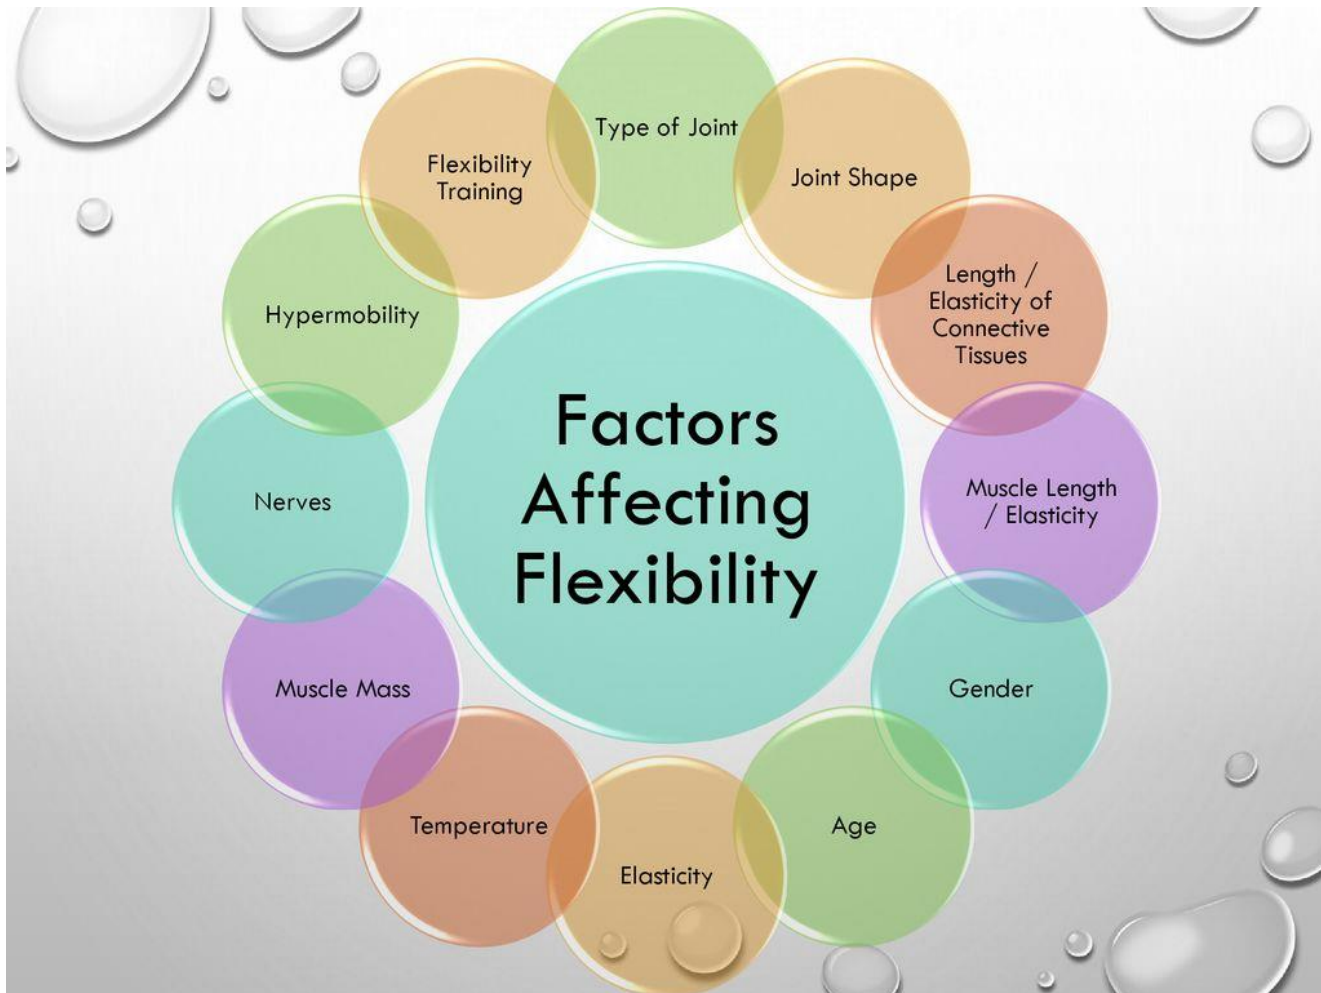 Factors
Affecting
Flexibility
Type of Joint
Joint Shape
Length /
Elasticity of
Connective
Tissues
Muscle Length
/ Elasticity
Gender
Age
Elasticity
Temperature
Muscle Mass
Nerves
Hypermobility
Flexibility
Training